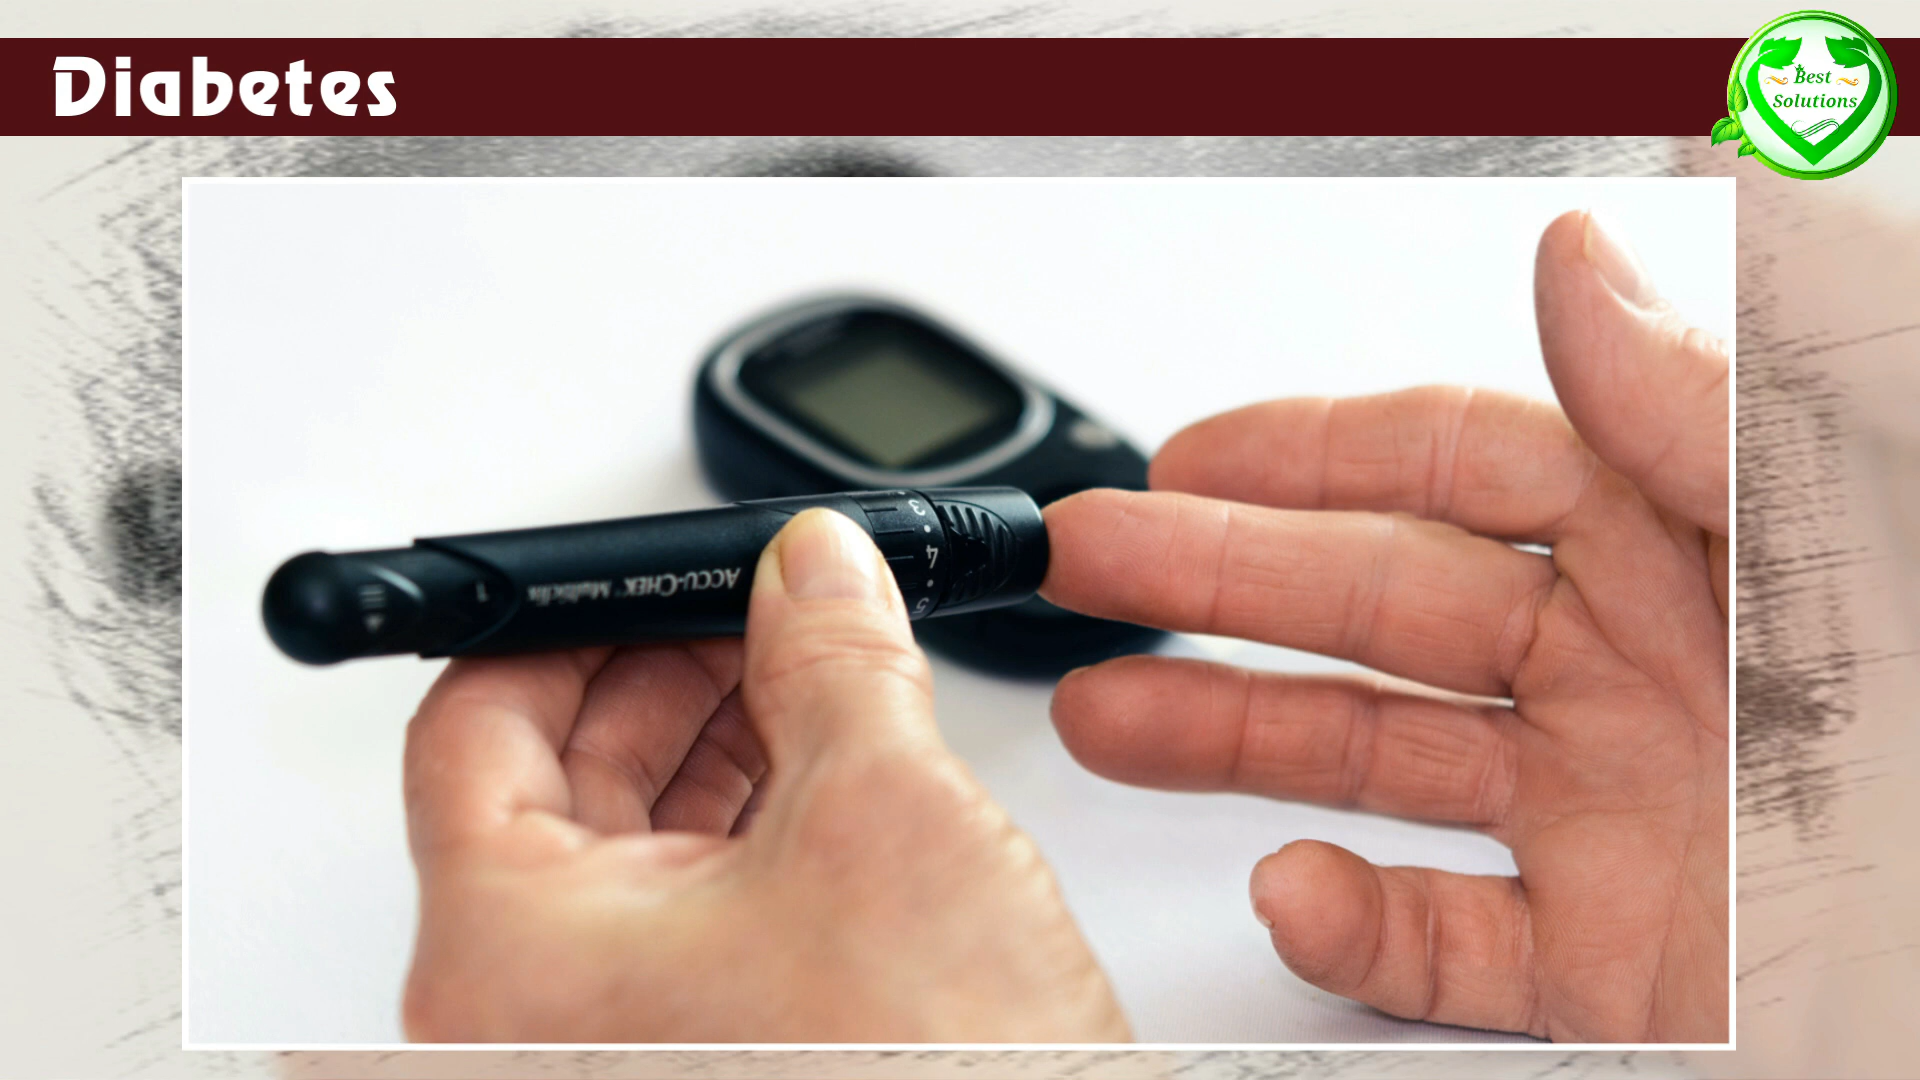 Diabetes
Best
Solutions
3
4
5
ACCU-CHEK Multiclix